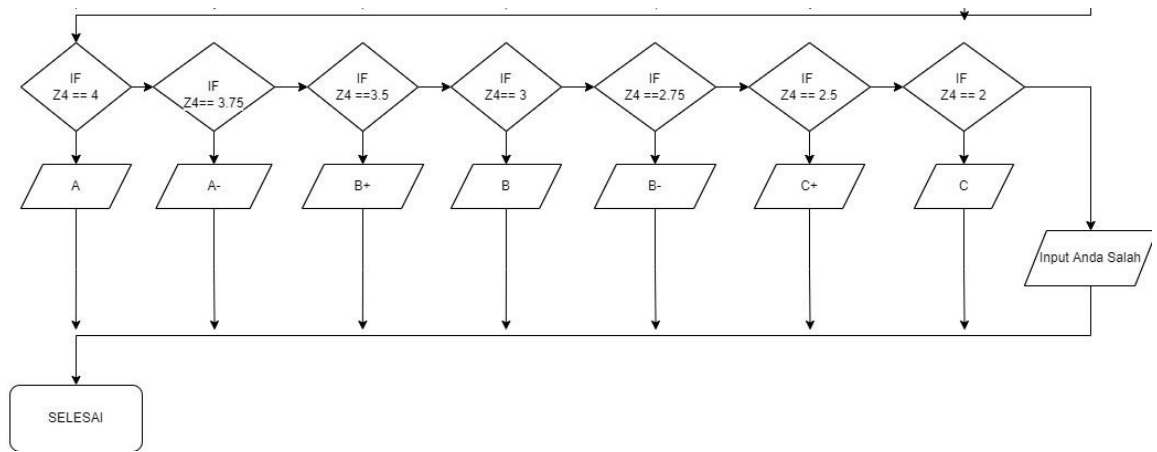 IF
Z4 == 4
IF
Z4== 3.75
IF
Z4 ==3.5
IF
Z4== 3
IF
Z4 ==2.75
IF
Z4 == 2.5
IF
Z4 == 2
A
A-
B+
B
B-
C+
C
Input Anda Salah
SELESAI